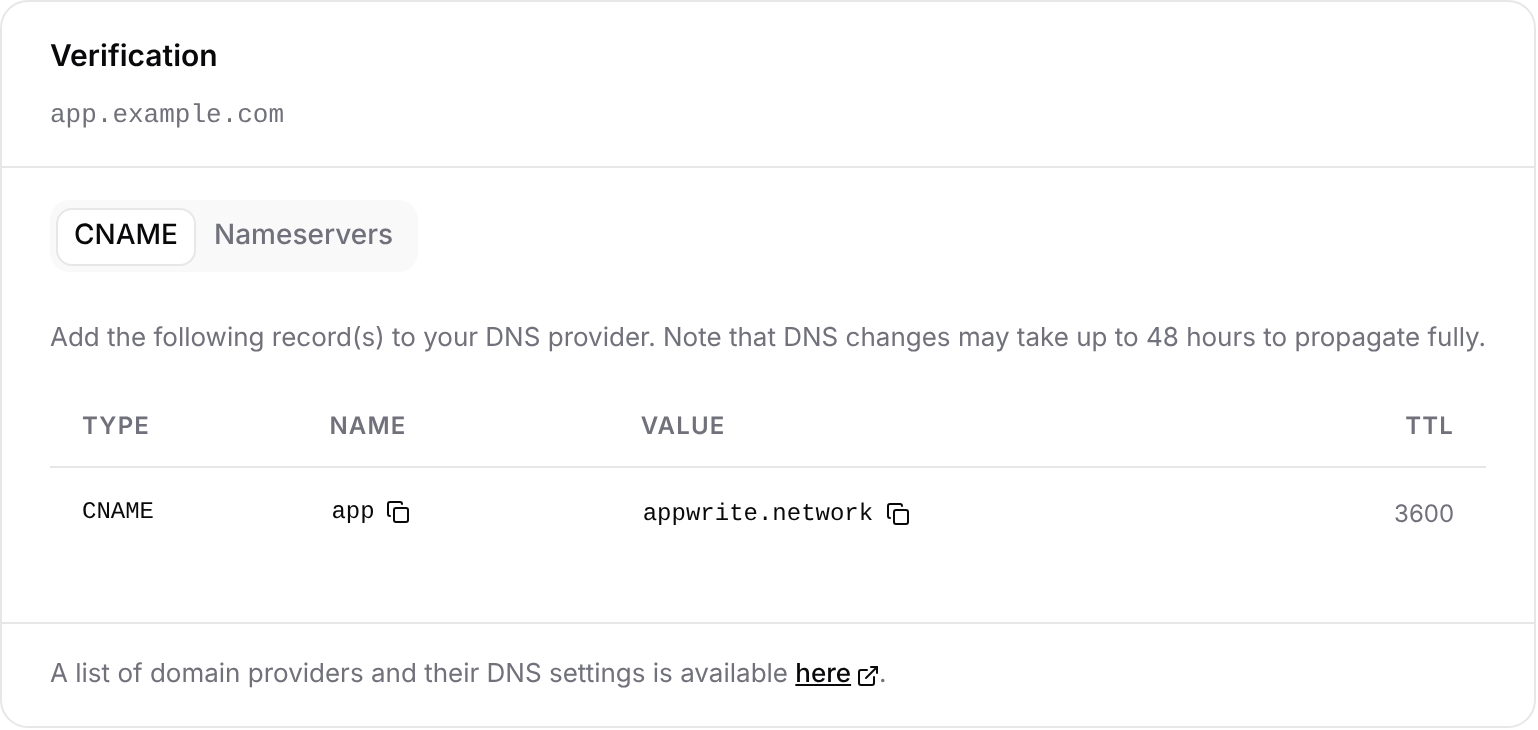 Verification
app.example.com
CNAME Nameservers
Add the following record(s) to your DNS provider. Note that DNS changes may take up to 48 hours to propagate fully.
TYPE NAME VALUE TTL
CNAME app appwrite.network 3600
A list of domain providers and their DNS settings is available here.